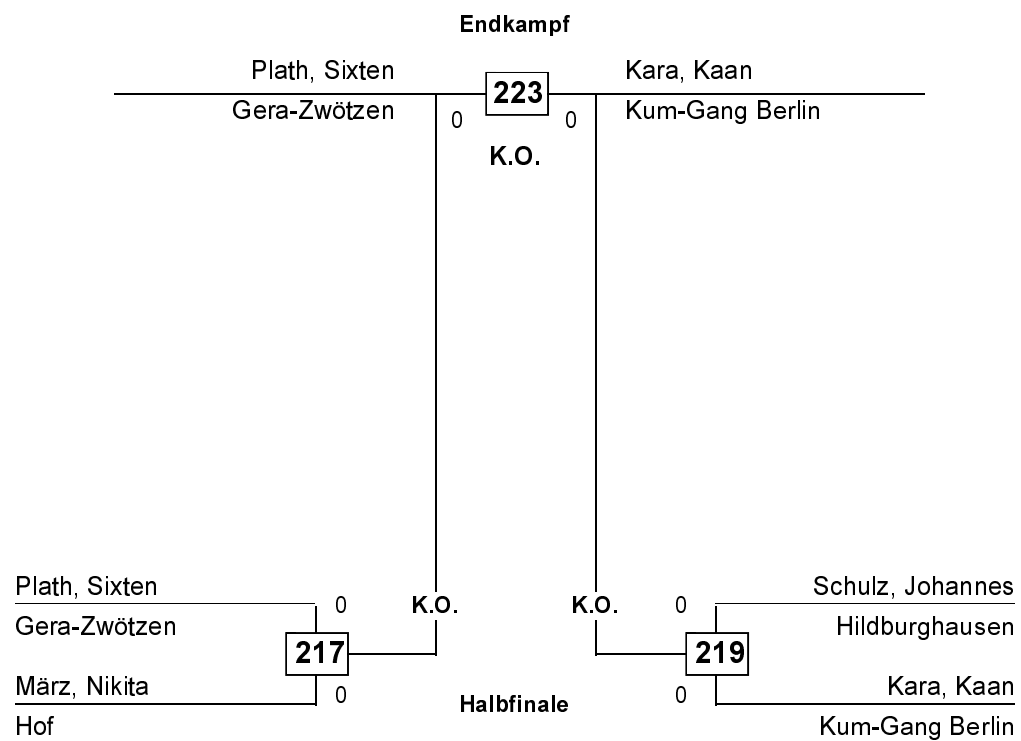 Endkampf
Plath, Sixten
223
Kara, Kaan
Gera-Zwötzen
0
0
Kum-Gang Berlin
K.O.
Plath, Sixten
0
K.O.
K.O.
0
Schulz, Johannes
Gera-Zwötzen
Hildburghausen
217
219
März, Nikita
0
Halbfinale
0
Kara, Kaan
Hof
Kum-Gang Berlin